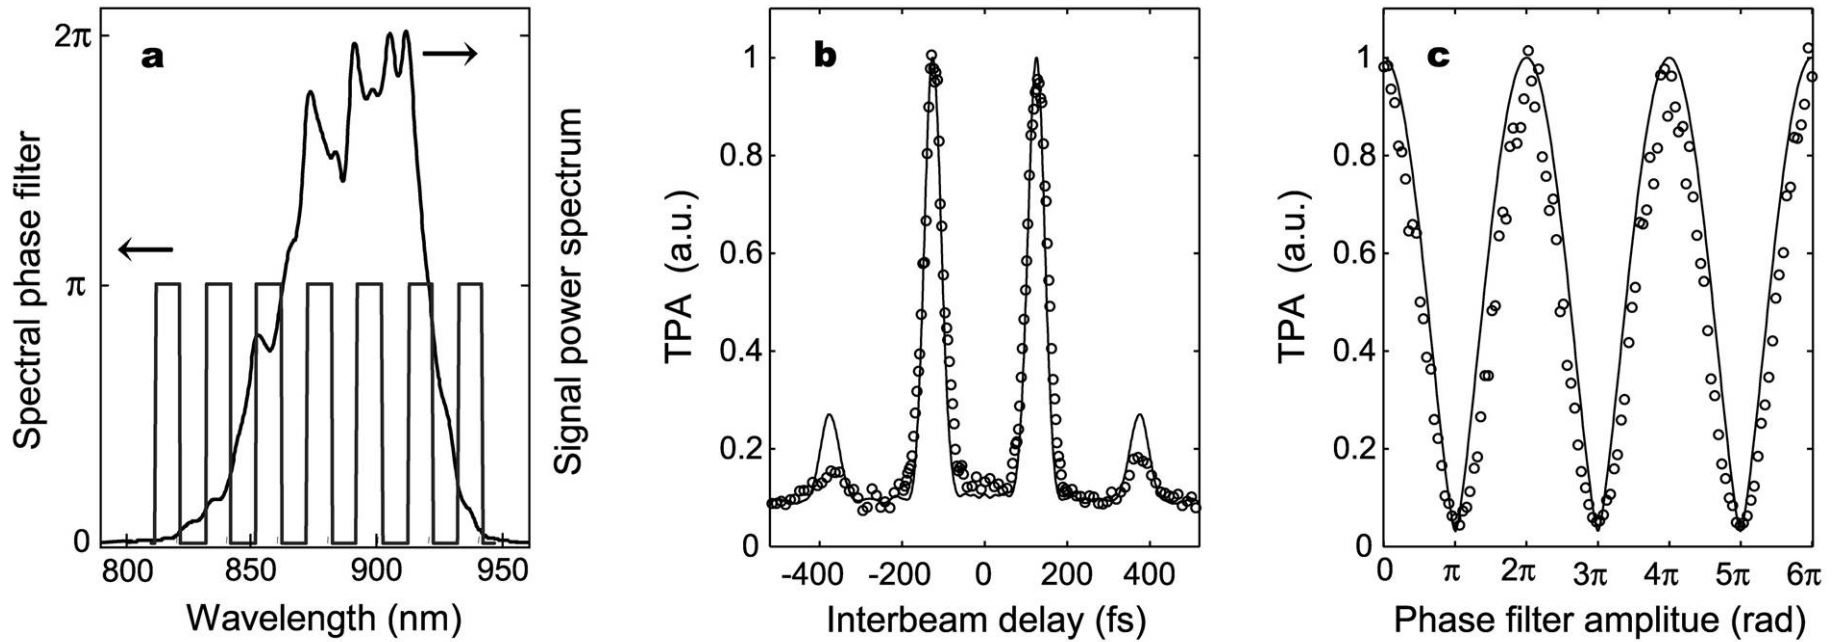 a
2π
π
0
800 850 900 950
Wavelength (nm)
Spectral phase filter
Signal power spectrum
b
1
0.8
0.6
0.4
0.2
0
-400 -200 0 200 400
Interbeam delay (fs)
TPA (a.u.)
c
1
0.8
0.6
0.4
0.2
0
0 π 2π 3π 4π 5π 6π
Phase filter amplitue (rad)
TPA (a.u.)